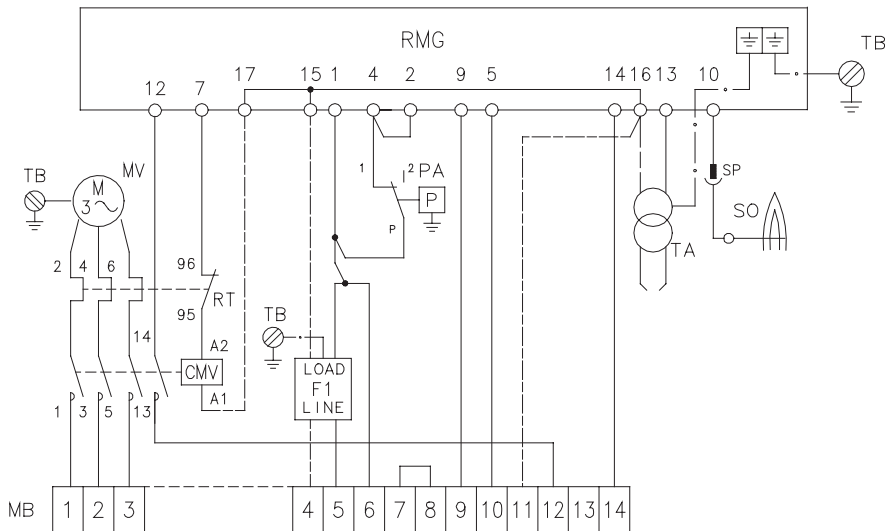 RMG
TB
12 7 17 15 1 4 2 9 5 14 16 13 10
TB MV M 3~
1 2 PA P
P
SP
SO
TA
2 4 6
96
RT
95
TB
14
A2
CMV
A1
LOAD
F1
LINE
1 3 5 13
MB 1 2 3 4 5 6 7 8 9 10 11 12 13 14